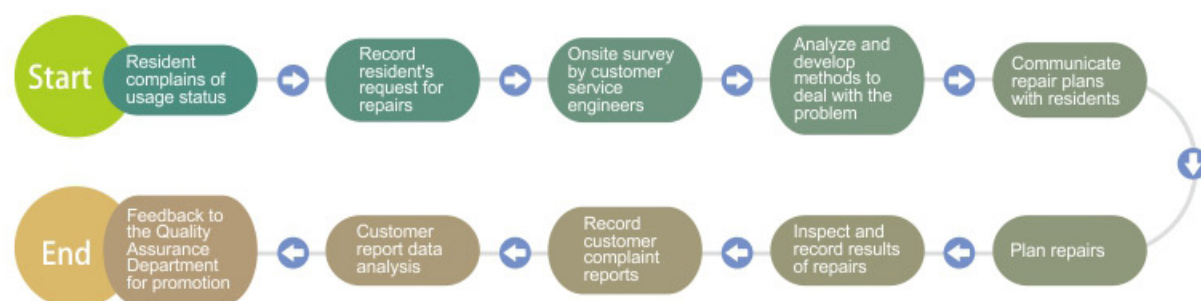 Start
Resident
complains of
usage status
Record
resident's
request for
repairs
Onsite survey
by customer
service
engineers
Analyze and
develop
methods to
deal with the
problem
Communicate
repair plans
with residents
Plan repairs
Inspect and
record results
of repairs
Record
customer
complaint
reports
Customer
report data
analysis
Feedback to
the Quality
Assurance
Department
for promotion
End